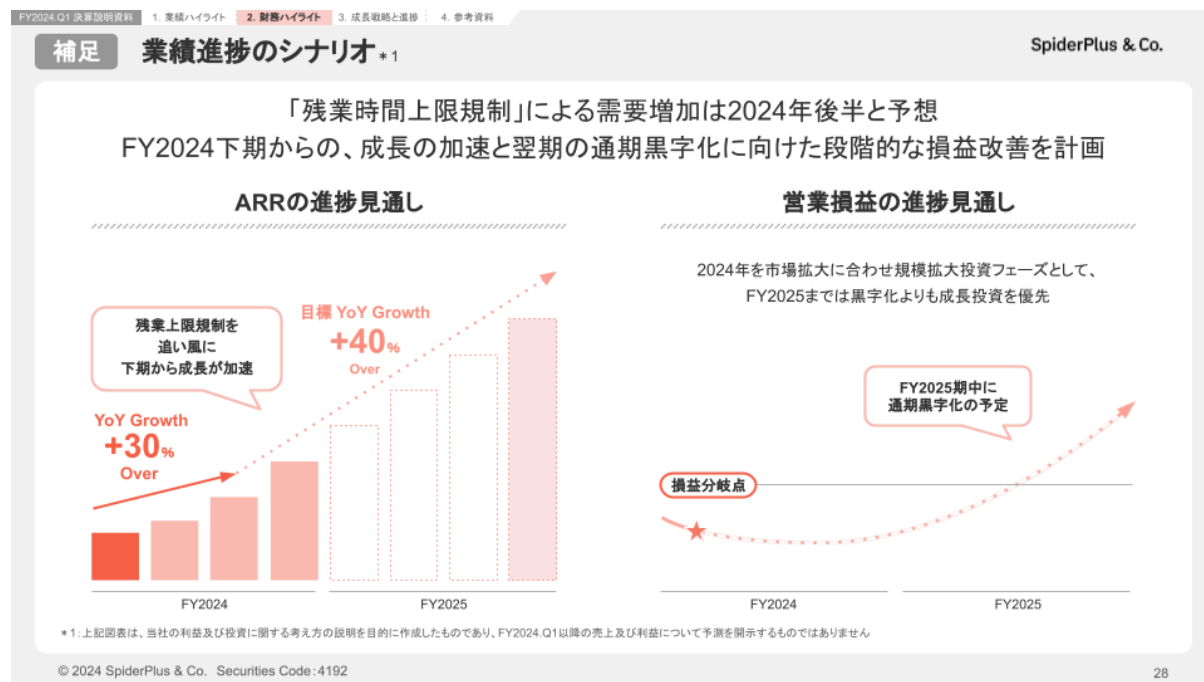 FY2024.Q1 決算説明資料 1. 業績ハイライト 2. 財務ハイライト 3. 成長戦略と進捗 4. 参考資料
補足 業績進捗のシナリオ *1
SpiderPlus & Co.
「残業時間上限規制」による需要増加は2024年後半と予想
FY2024下期からの、成長の加速と翌期の通期黒字化に向けた段階的な損益改善を計画
ARRの進捗見通し
残業上限規制を
追い風に
下期から成長が加速
目標 YoY Growth
+40%
Over
YoY Growth
+30%
Over
FY2024 FY2025
営業損益の進捗見通し
2024年を市場拡大に合わせ規模拡大投資フェーズとして、
FY2025までは黒字化よりも成長投資を優先
FY2025期中に
通期黒字化の予定
損益分岐点
FY2024 FY2025
*1:上記図表は、当社の利益及び投資に関する考え方の説明を目的に作成したものであり、FY2024.Q1以降の売上及び利益について予測を開示するものではありません
© 2024 SpiderPlus & Co. Securities Code:4192
28